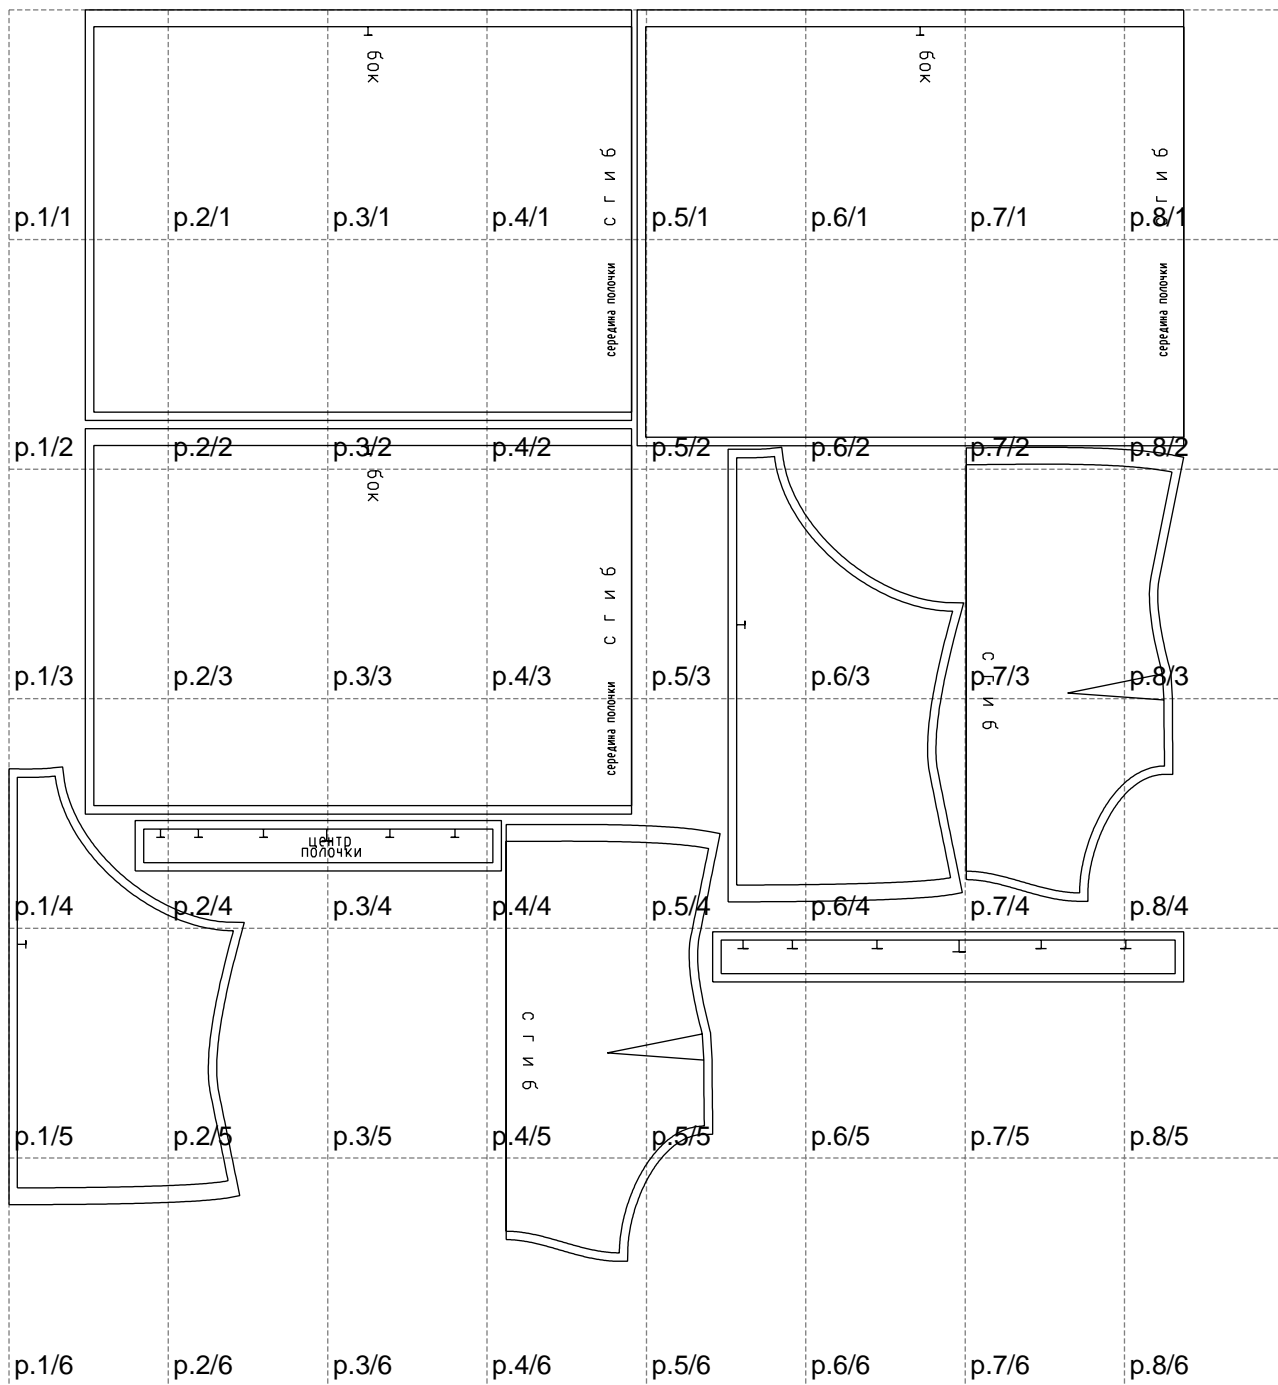 бок
бок
сгиб
сгиб
p.1/1
p.2/1
p.3/1
p.4/1
p.5/1
p.6/1
p.7/1
p.8/1
середина полочки
середина полочки
p.1/2
p.2/2
p.3/2
p.4/2
p.5/2
p.6/2
p.7/2
p.8/2
бок
сгиб
p.1/3
p.2/3
p.3/3
p.4/3
p.5/3
p.6/3
p.7/3
p.8/3
сгиб
середина полочки
центр
полочки
p.1/4
p.2/4
p.3/4
p.4/4
p.5/4
p.6/4
p.7/4
p.8/4
сгиб
p.1/5
p.2/5
p.3/5
p.4/5
p.5/5
p.6/5
p.7/5
p.8/5
p.1/6
p.2/6
p.3/6
p.4/6
p.5/6
p.6/6
p.7/6
p.8/6